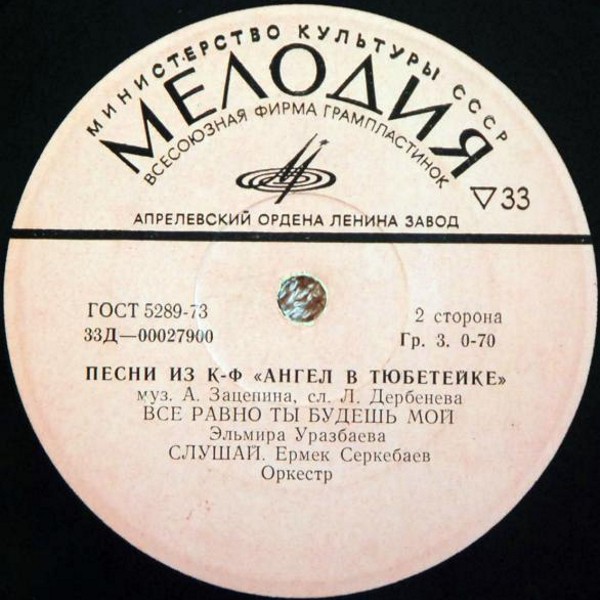 МИНИСТЕРСТВО КУЛЬТУРЫ СССР
МЕЛОДИЯ
ВСЕСОЮЗНАЯ ФИРМА ГРАМПЛАСТИНОК
33
АПРЕЛЕВСКИЙ ОРДЕНА ЛЕНИНА ЗАВОД
ГОСТ 5289-73
2 сторона
33Д—00027900
Гр. 3. 0-70
ПЕСНИ ИЗ К-Ф «АНГЕЛ В ТЮБЕТЕЙКЕ»
муз. А. Зацепина, сл. Л. Дербенева
ВСЕ РАВНО ТЫ БУДЕШЬ МОЙ
Эльмира Уразбаева
СЛУШАЙ. Ермек Серкебаев
Оркестр